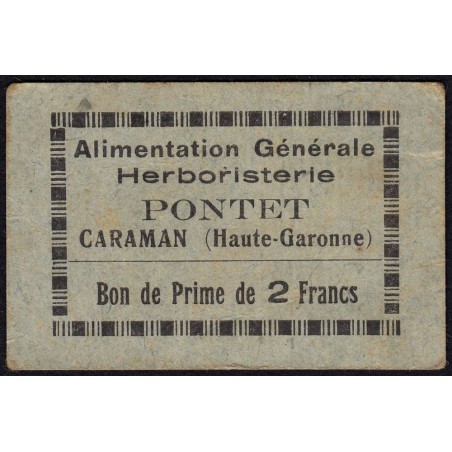 Alimentation Générale
Herboristerie
PONTET
CARAMAN (Haute-Garonne)
Bon de Prime de 2 Francs